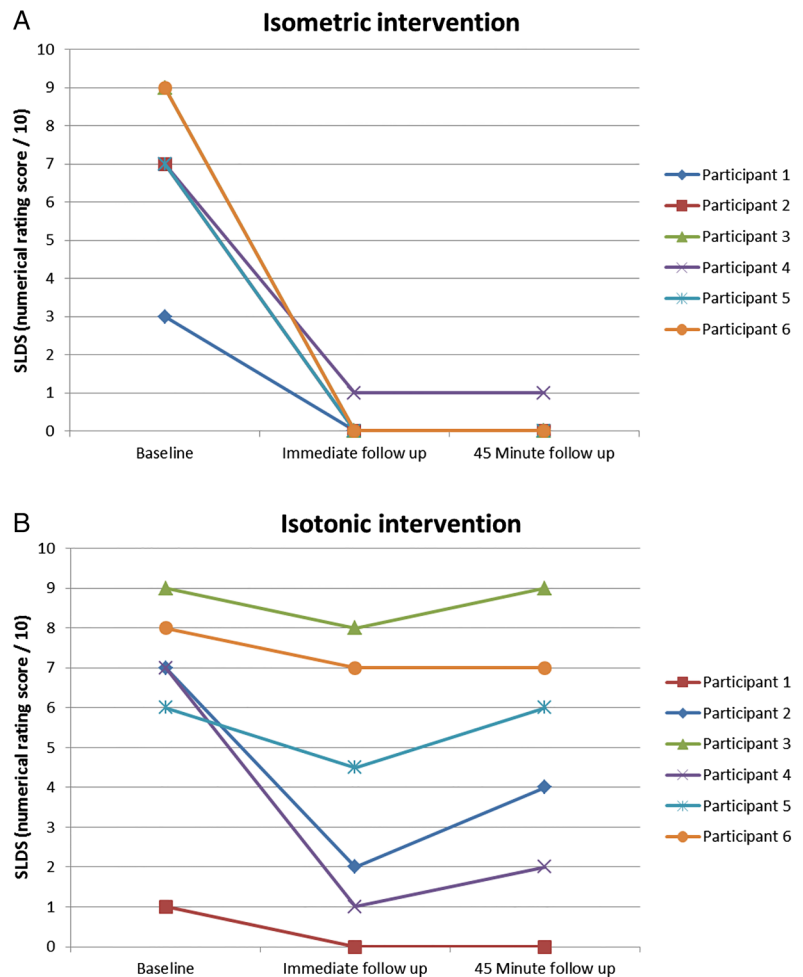 A
Isometric intervention
10
9
8
7
6
5
4
3
2
1
0
SLDS (numerical rating score / 10)
Baseline
Immediate follow up
45 Minute follow up
Participant 1
Participant 2
Participant 3
Participant 4
Participant 5
Participant 6
B
Isotonic intervention
10
9
8
7
6
5
4
3
2
1
0
SLDS (numerical rating score / 10)
Baseline
Immediate follow up
45 Minute follow up
Participant 1
Participant 2
Participant 3
Participant 4
Participant 5
Participant 6